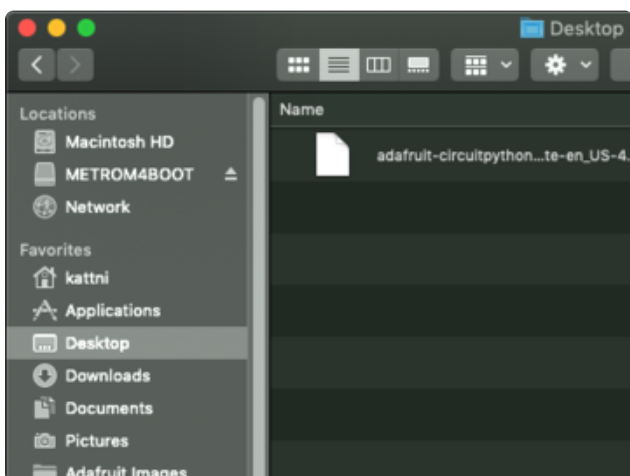 Desktop
Locations
Macintosh HD
METROM4BOOT
Network
Favorites
kattni
Applications
Desktop
Downloads
Documents
Pictures
Adafruit Images
Name
adafruit-circuitpython...te-en_US-4.